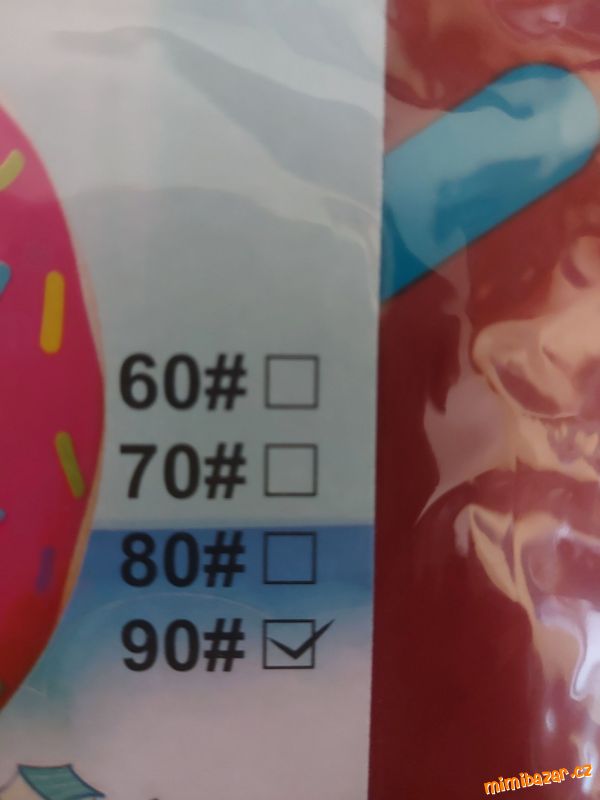 60# ☐
70# ☐
80# ☐
90# ☑
mimibazar.cz